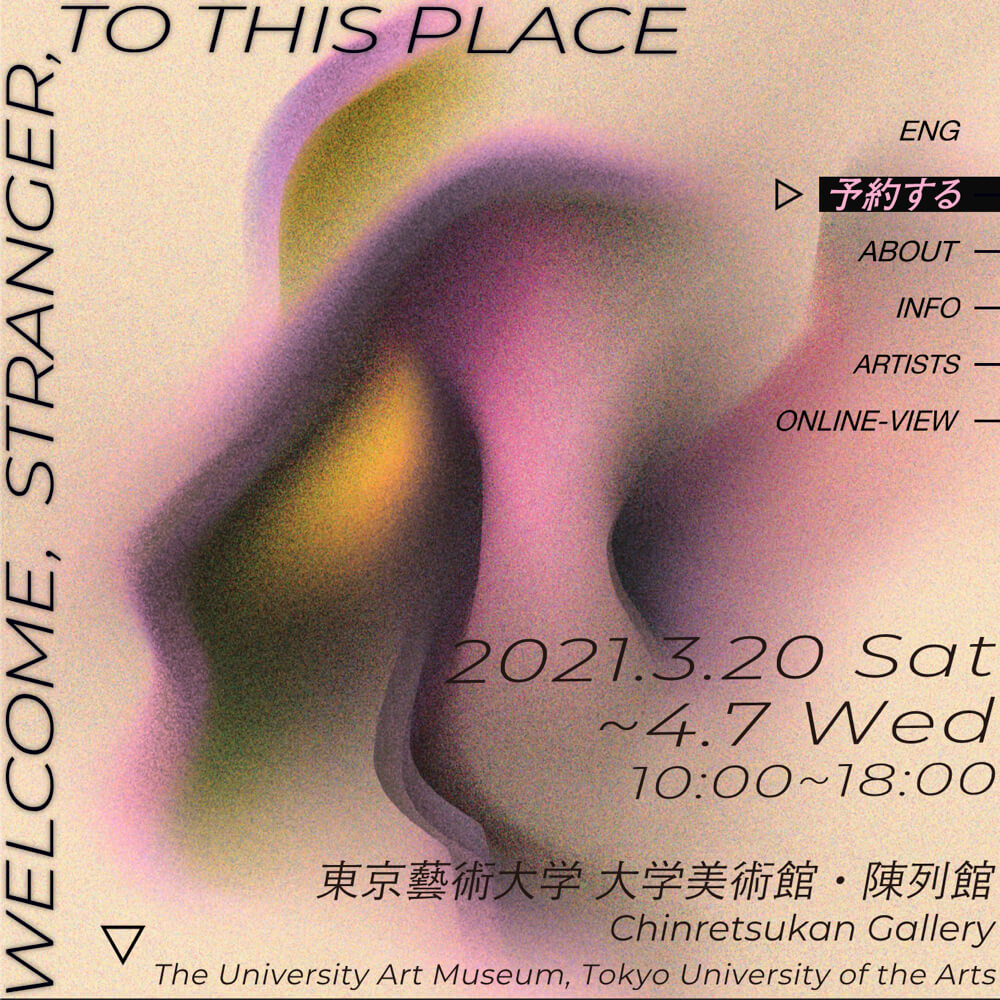 WELCOME, STRANGER,
TO THIS PLACE
ENG
予約する
ABOUT
INFO
ARTISTS
ONLINE-VIEW
2021.3.20 Sat
~4.7 Wed
10:00~18:00
東京藝術大学 大学美術館・陳列館
Chinretsukan Gallery
The University Art Museum, Tokyo University of the Arts